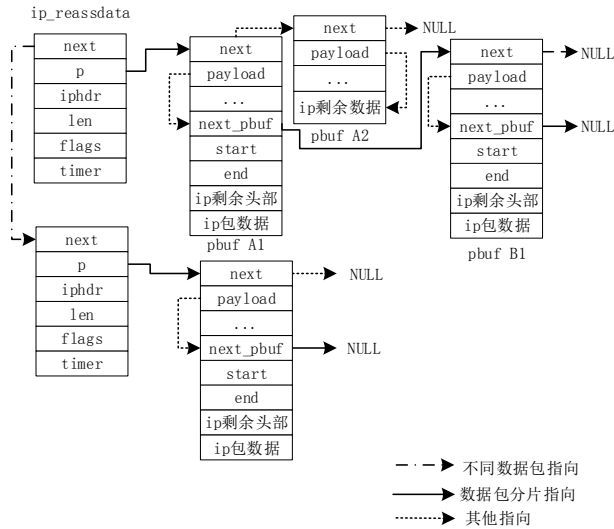 ip_reassdata
next
p
iphdr
len
flags
timer
next
payload
...
next_pbuf
start
end
ip剩余头部
ip包数据
pbuf A1
next
payload
...
ip剩余数据
pbuf A2
NULL
next
payload
...
next_pbuf
start
end
ip剩余头部
ip包数据
pbuf B1
NULL
NULL
next
p
iphdr
len
flags
timer
next
payload
...
next_pbuf
start
end
ip剩余头部
ip包数据
NULL
NULL
不同数据包指向
数据包分片指向
其他指向